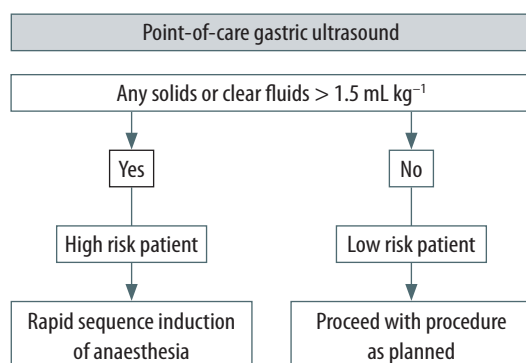 Point-of-care gastric ultrasound
Any solids or clear fluids > 1.5 mL kg⁻¹
Yes
No
High risk patient
Low risk patient
Rapid sequence induction
of anaesthesia
Proceed with procedure
as planned